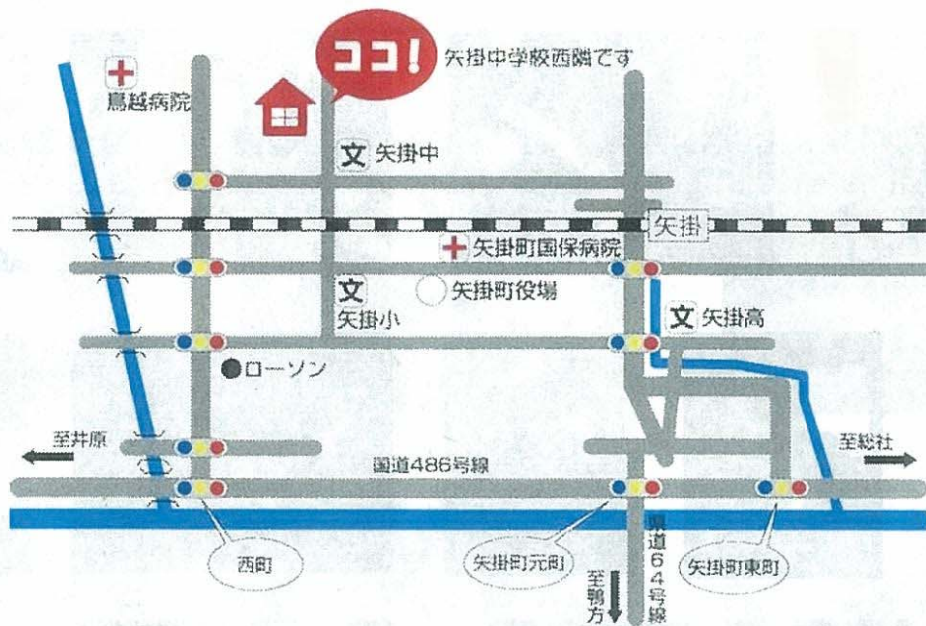 ココ!
矢掛中学校西隣です
鳥越病院
文 矢掛中
矢掛
矢掛町国保病院
文
矢掛小
矢掛町役場
文 矢掛高
ローソン
至井原
国道486号線
至総社
西町
矢掛町元町
至鴨方
県道64号線
矢掛町東町